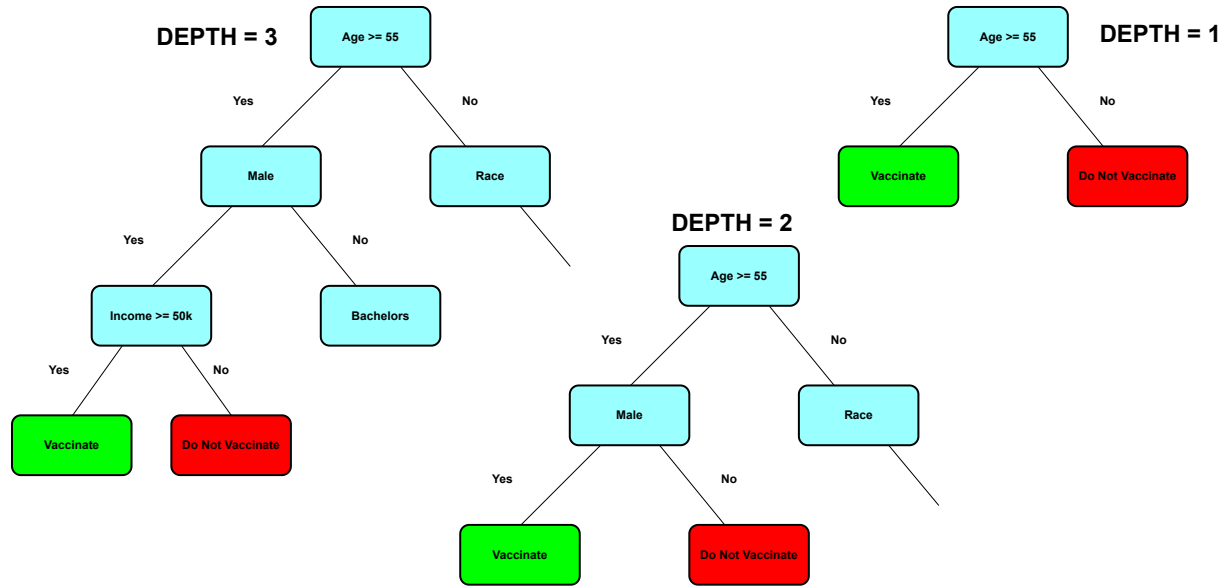 DEPTH = 3
Age >= 55
Yes
No
Male
Race
Yes
No
Income >= 50k
Bachelors
Yes
No
Vaccinate
Do Not Vaccinate
DEPTH = 2
Age >= 55
Yes
No
Male
Race
Yes
No
Vaccinate
Do Not Vaccinate
DEPTH = 1
Age >= 55
Yes
No
Vaccinate
Do Not Vaccinate